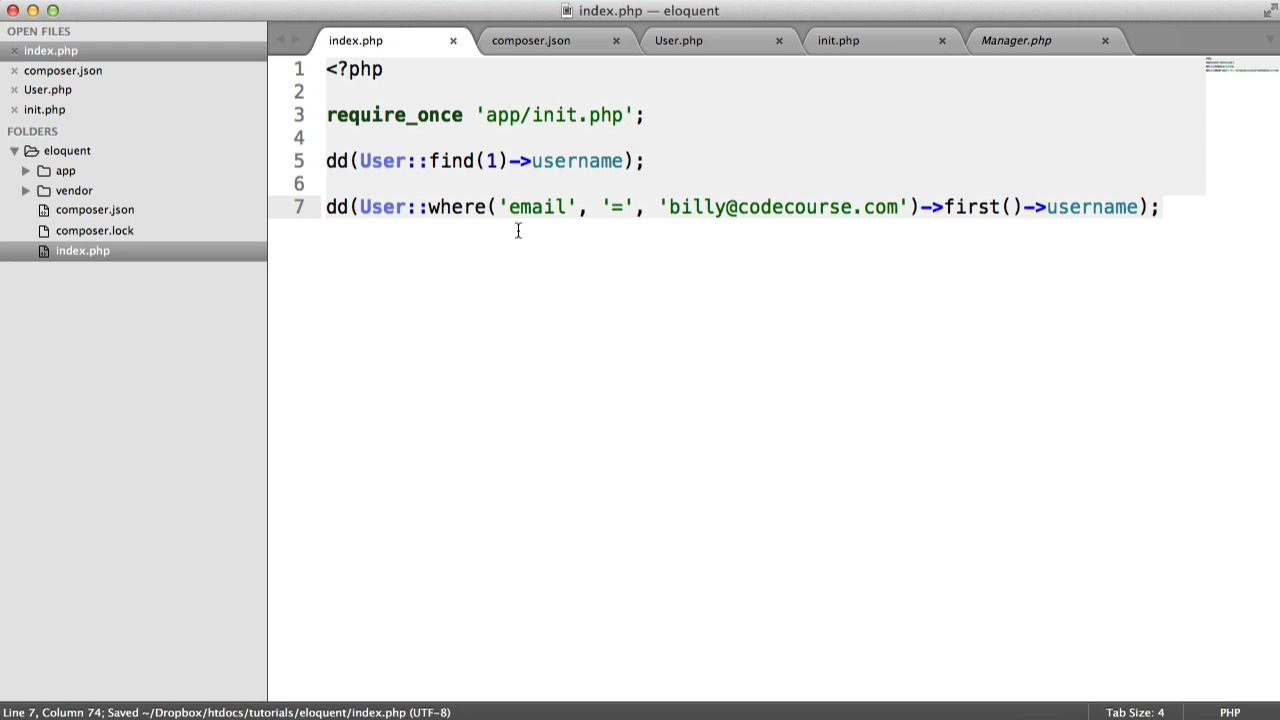 index.php — eloquent
OPEN FILES
index.php
composer.json
User.php
init.php
FOLDERS
eloquent
app
vendor
composer.json
composer.lock
index.php
index.php
composer.json
User.php
init.php
Manager.php
1 <?php
2
3 require_once 'app/init.php';
4
5 dd(User::find(1)->username);
6
7 dd(User::where('email', '=', 'billy@codecourse.com')->first()->username);
Line 7, Column 74; Saved ~/Dropbox/htdocs/tutorials/eloquent/index.php (UTF-8)
Tab Size: 4
PHP